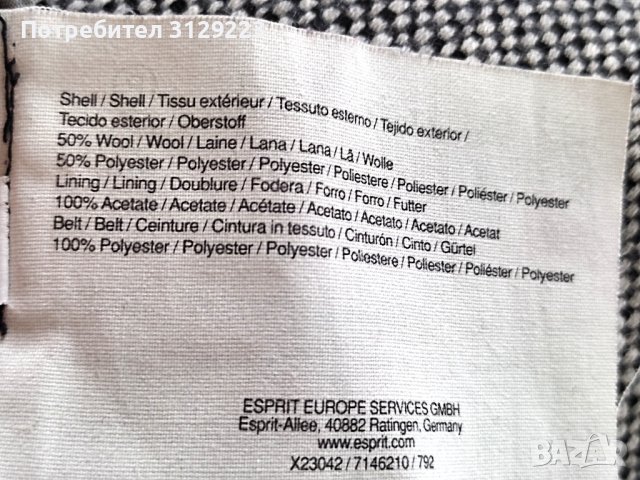 Потребител 3129223
Shell / Shell / Tissu extérieur / Tessuto esterno / Tejido exterior /
Tecido esterior / Oberstoff
50% Wool / Wool / Laine / Lana / Lana / Lã / Wolle
50% Polyester / Polyester / Polyester / Poliestere / Poliester / Poliéster / Polyester
Lining / Lining / Doublure / Fodera / Forro / Forro / Futter
100% Acetate / Acetate / Acétate / Acetato / Acetato / Acetato / Acetat
Belt / Belt / Ceinture / Cintura in tessuto / Cinturón / Cinto / Gürtel
100% Polyester / Polyester / Polyester / Poliestere / Poliester / Poliéster / Polyester
ESPRIT EUROPE SERVICES GMBH
Esprit-Allee, 40882 Ratingen, Germany
www.esprit.com
X23042 / 7146210 / 792
BAZAR